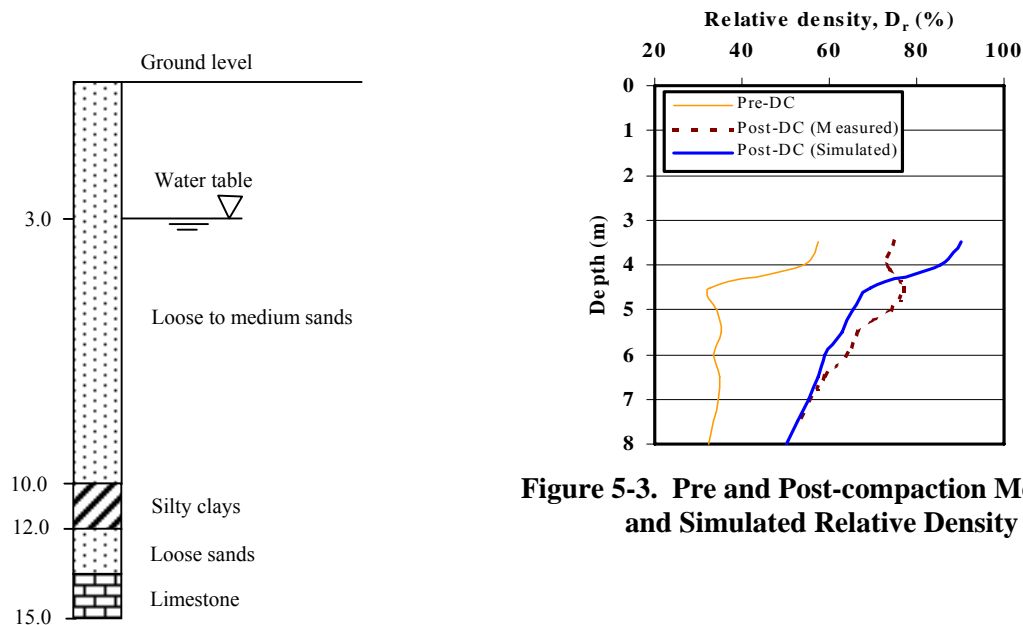 Ground level
Water table
3.0
Loose to medium sands
10.0
Silty clays
12.0
Loose sands
Limestone
15.0
Relative density, Dr (%)
20 40 60 80 100
0
1
2
3
4
5
6
7
8
Depth (m)
Pre-DC
Post-DC (Measured)
Post-DC (Simulated)
Figure 5-3. Pre and Post-compaction M
and Simulated Relative Density